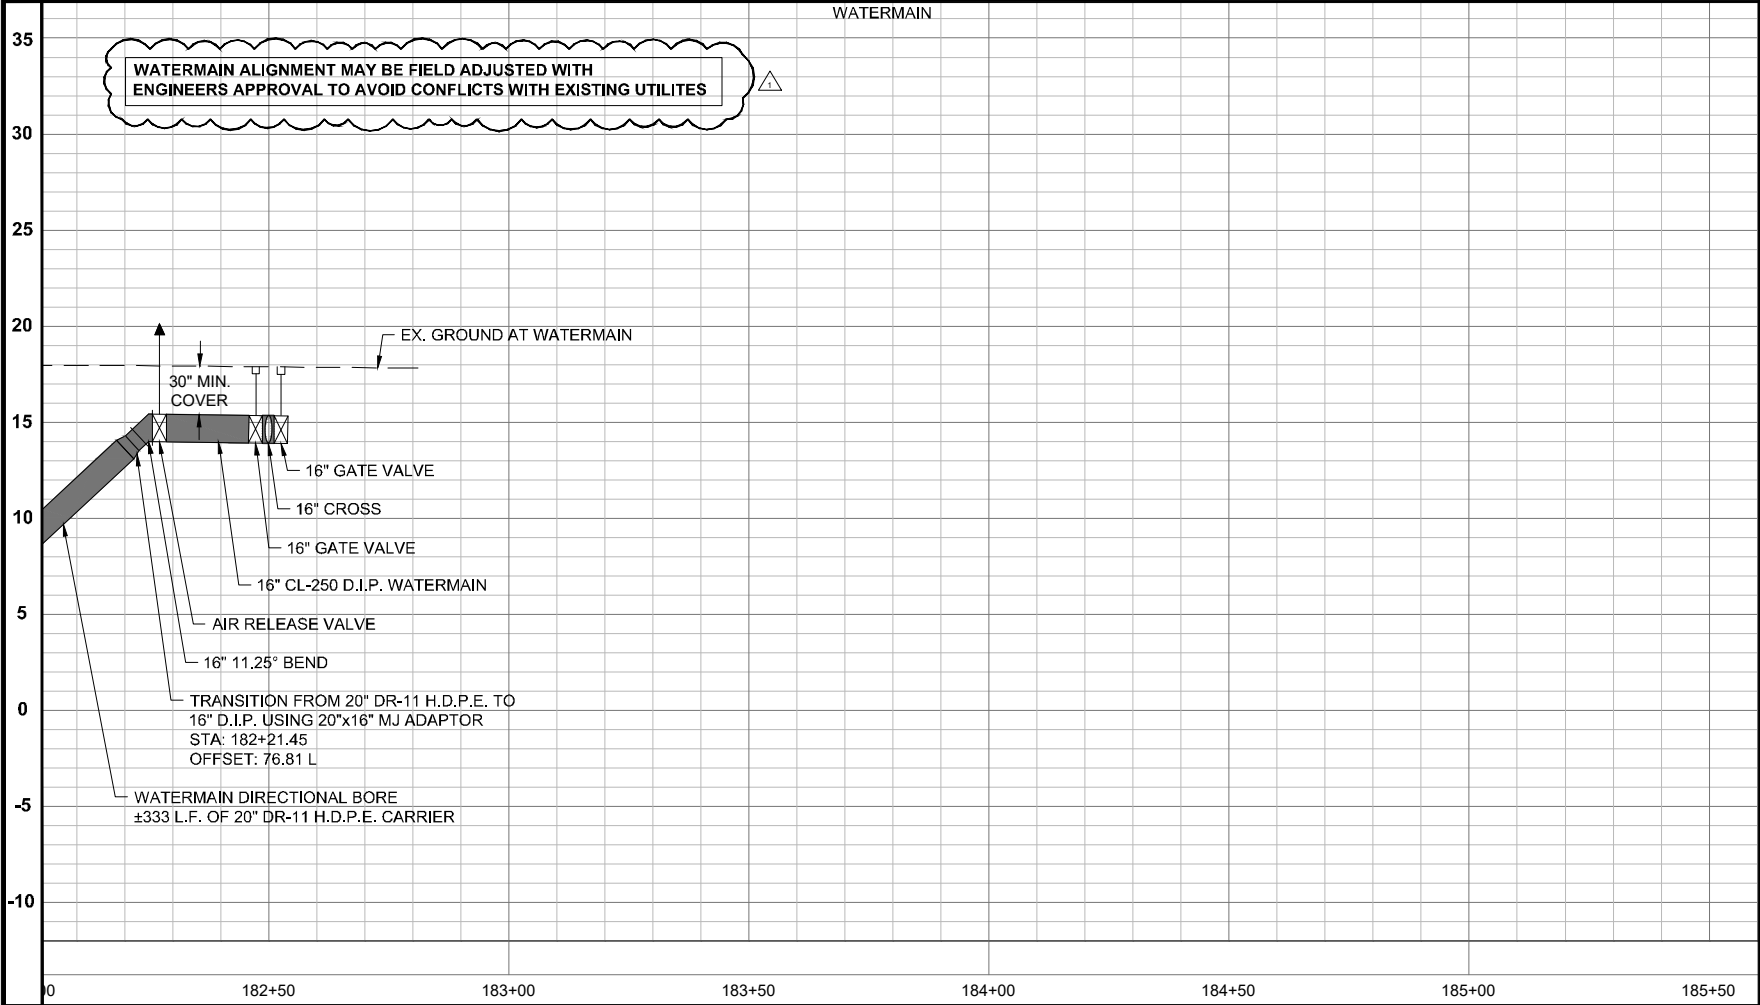 WATERMAIN
35
WATERMAIN ALIGNMENT MAY BE FIELD ADJUSTED WITH
ENGINEERS APPROVAL TO AVOID CONFLICTS WITH EXISTING UTILITES
1
30
25
20
EX. GROUND AT WATERMAIN
30" MIN.
COVER
15
16" GATE VALVE
16" CROSS
10
16" GATE VALVE
16" CL-250 D.I.P. WATERMAIN
5
AIR RELEASE VALVE
16" 11.25° BEND
0
TRANSITION FROM 20" DR-11 H.D.P.E. TO
16" D.I.P. USING 20"x16" MJ ADAPTOR
STA: 182+21.45
OFFSET: 76.81 L
-5
WATERMAIN DIRECTIONAL BORE
±333 L.F. OF 20" DR-11 H.D.P.E. CARRIER
-10
00 182+50 183+00 183+50 184+00 184+50 185+00 185+50